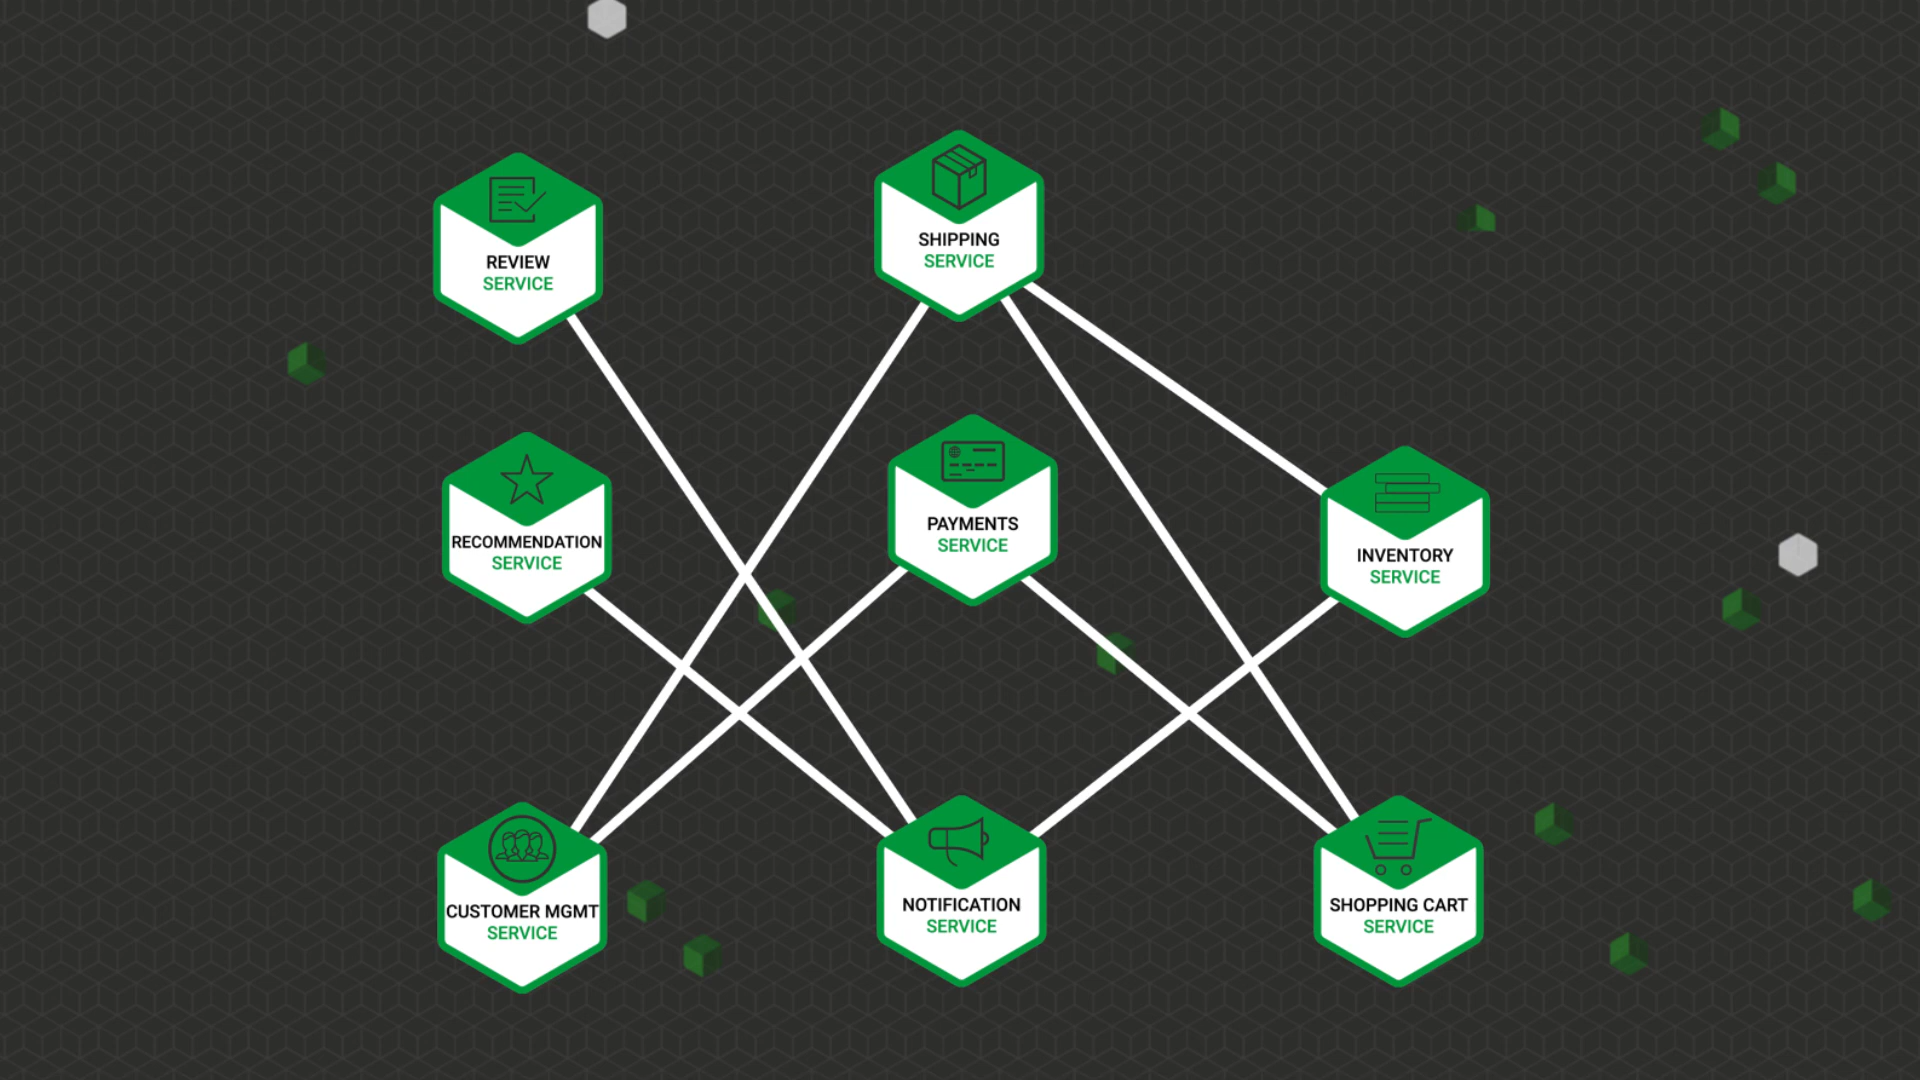 REVIEW
SERVICE
SHIPPING
SERVICE
RECOMMENDATION
SERVICE
PAYMENTS
SERVICE
INVENTORY
SERVICE
CUSTOMER MGMT
SERVICE
NOTIFICATION
SERVICE
SHOPPING CART
SERVICE